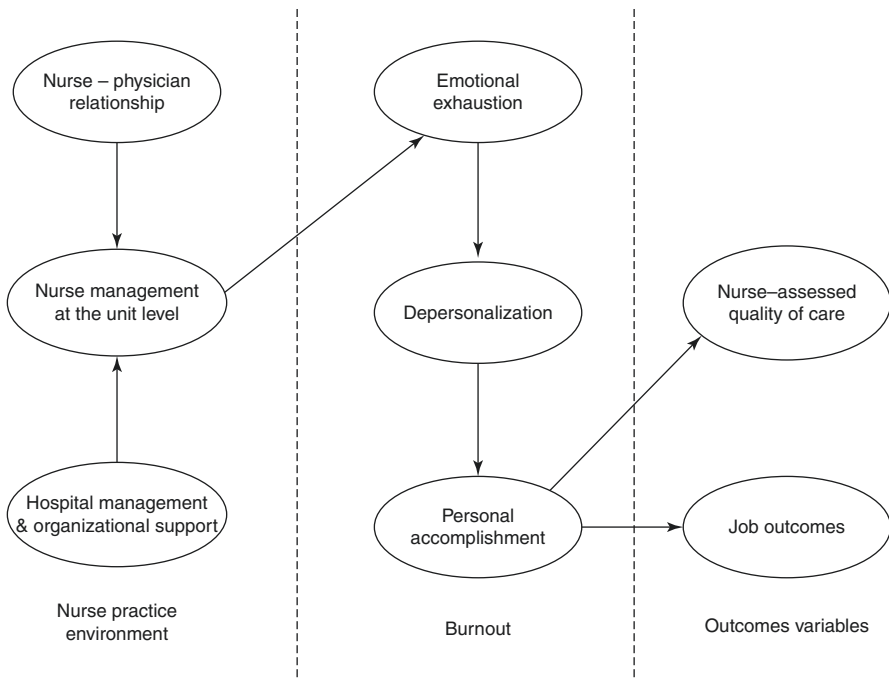 Nurse – physician
relationship
Nurse management
at the unit level
Hospital management
& organizational support
Nurse practice
environment
Emotional
exhaustion
Depersonalization
Personal
accomplishment
Burnout
Nurse–assessed
quality of care
Job outcomes
Outcomes variables